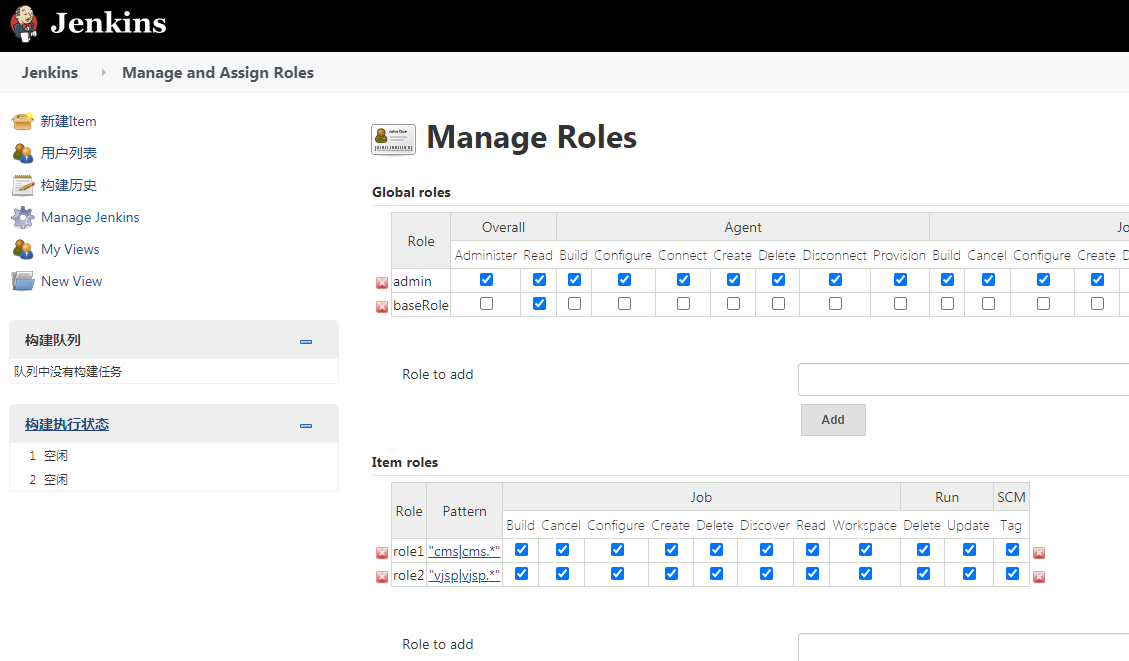 Jenkins
Jenkins Manage and Assign Roles
新建Item
用户列表
构建历史
Manage Jenkins
My Views
New View
构建队列
队列中没有构建任务
构建执行状态
1 空闲
2 空闲
Manage Roles
Global roles
Role Overall Agent Jo
Administer Read Build Configure Connect Create Delete Disconnect Provision Build Cancel Configure Create D
admin
baseRole
Role to add
Add
Item roles
Role Pattern Job Run SCM
Build Cancel Configure Create Delete Discover Read Workspace Delete Update Tag
role1 "cms|cms.*"
role2 "vjsp|vjsp.*"
Role to add